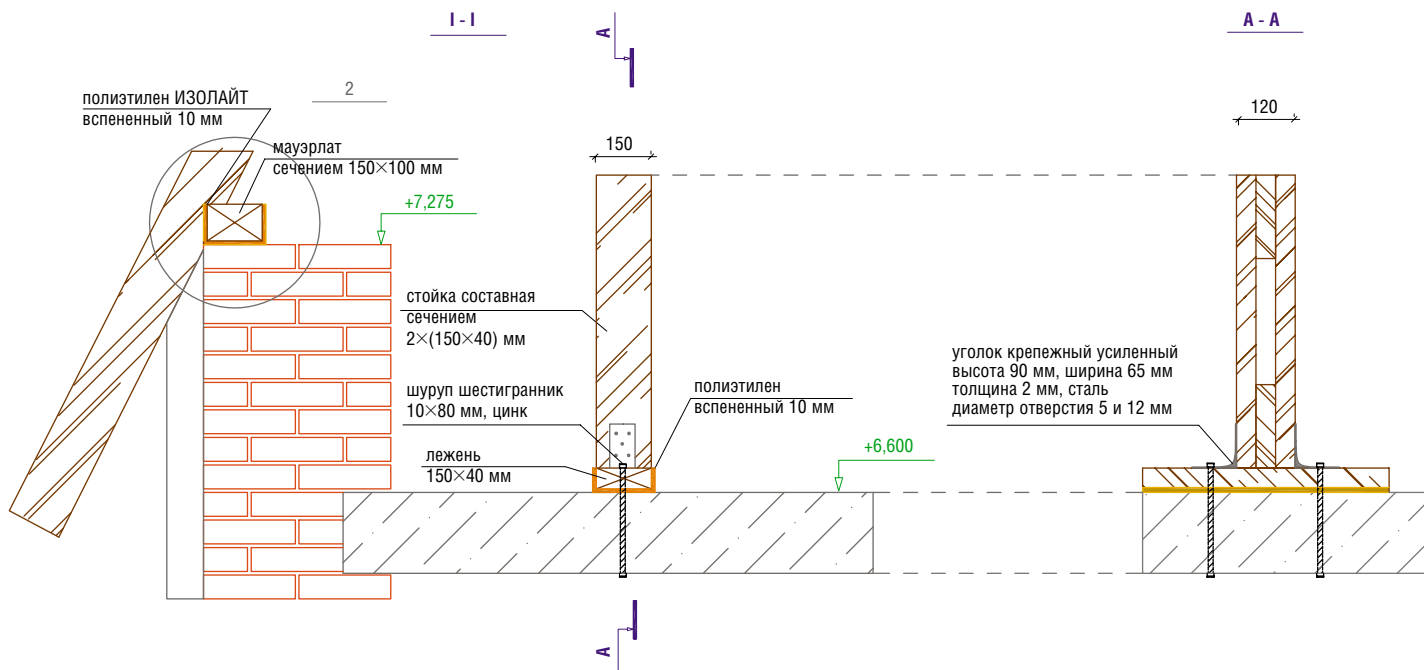 I - I
A
A - A
полиэтилен ИЗОЛАЙТ
вспененный 10 мм
2
мауэрлат
сечением 150×100 мм
150
120
+7,275
стойка составная
сечением
2×(150×40) мм
шуруп шестигранник
10×80 мм, цинк
лежень
150×40 мм
полиэтилен
вспененный 10 мм
+6,600
уголок крепежный усиленный
высота 90 мм, ширина 65 мм
толщина 2 мм, сталь
диаметр отверстия 5 и 12 мм
A